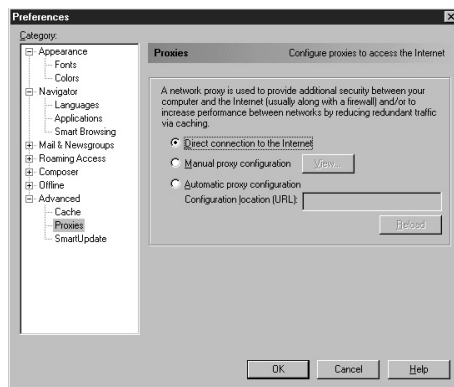 Preferences
Category:
Appearance
Fonts
Colors
Navigator
Languages
Applications
Smart Browsing
Mail & Newsgroups
Roaming Access
Composer
Offline
Advanced
Cache
Proxies
SmartUpdate
Proxies Configure proxies to access the Internet
A network proxy is used to provide additional security between your
computer and the Internet (usually along with a firewall) and/or to
increase performance between networks by reducing redundant traffic
via caching.
Direct connection to the Internet
Manual proxy configuration View...
Automatic proxy configuration
Configuration location (URL):
Reload
OK Cancel Help